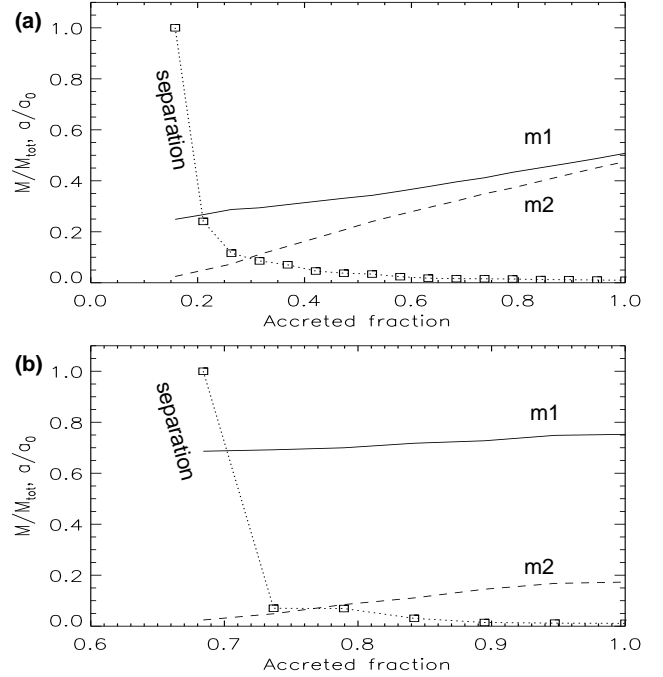 (a)
1.0
0.8
0.6
0.4
0.2
0.0
M/M_tot, a/a_0
separation
m1
m2
0.0 0.2 0.4 0.6 0.8 1.0
Accreted fraction
(b)
1.0
0.8
0.6
0.4
0.2
0.0
M/M_tot, a/a_0
separation
m1
m2
0.6 0.7 0.8 0.9 1.0
Accreted fraction